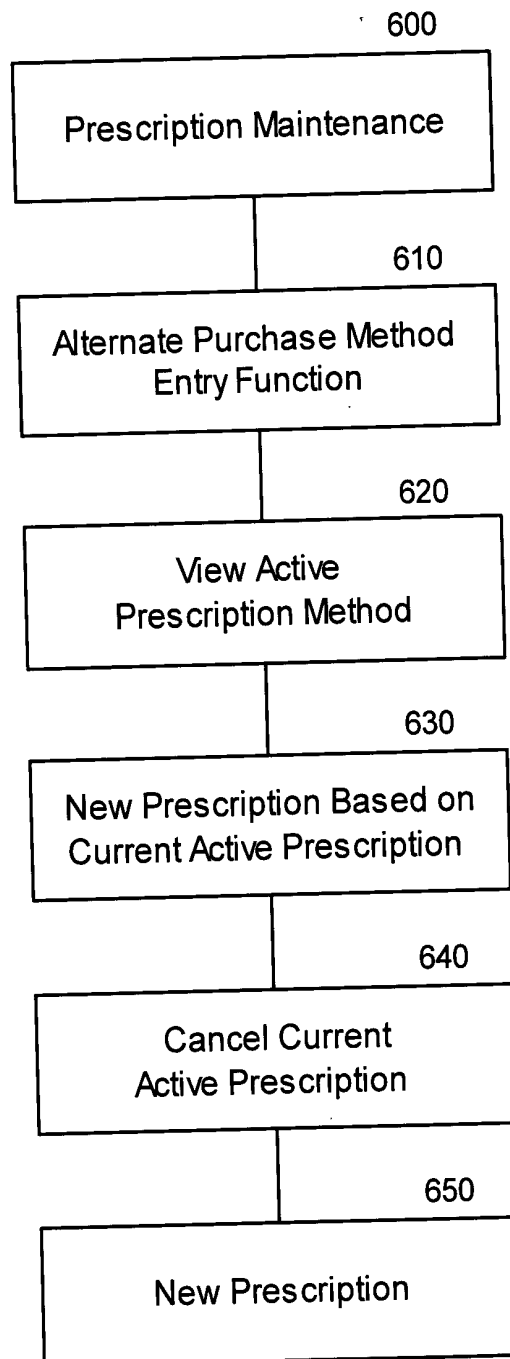 600
Prescription Maintenance
610
Alternate Purchase Method
Entry Function
620
View Active
Prescription Method
630
New Prescription Based on
Current Active Prescription
640
Cancel Current
Active Prescription
650
New Prescription